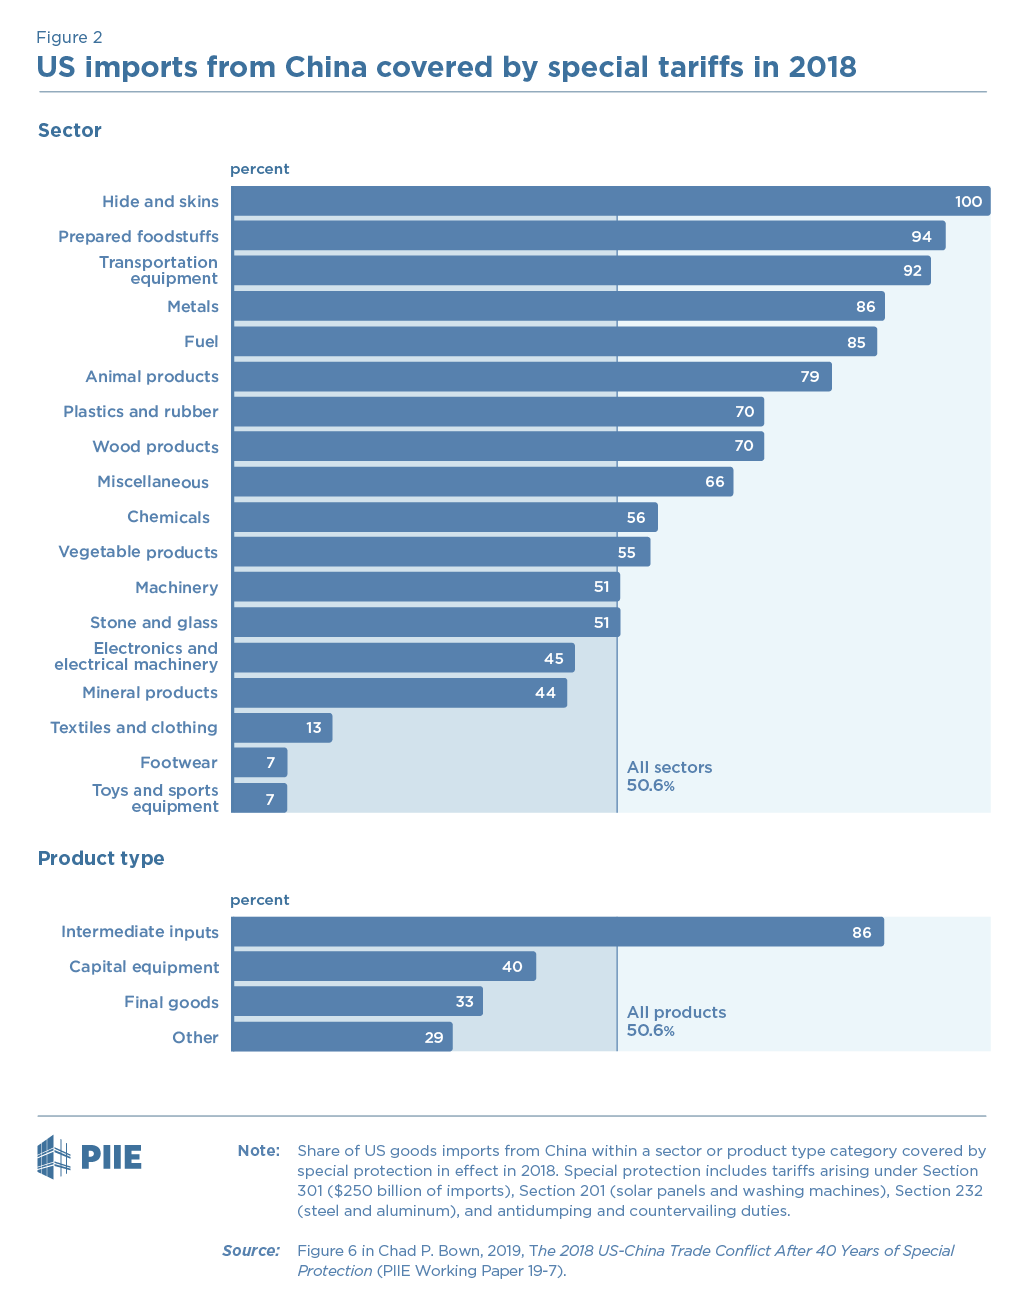 Figure 2
US imports from China covered by special tariffs in 2018
Sector
percent
Hide and skins 100
Prepared foodstuffs 94
Transportation
equipment 92
Metals 86
Fuel 85
Animal products 79
Plastics and rubber 70
Wood products 70
Miscellaneous 66
Chemicals 56
Vegetable products 55
Machinery 51
Stone and glass 51
Electronics and
electrical machinery 45
Mineral products 44
Textiles and clothing 13
Footwear 7
All sectors
50.6%
Toys and sports
equipment 7
Product type
percent
Intermediate inputs 86
Capital equipment 40
Final goods 33
All products
50.6%
Other 29
PIIE
Note: Share of US goods imports from China within a sector or product type category covered by
special protection in effect in 2018. Special protection includes tariffs arising under Section
301 ($250 billion of imports), Section 201 (solar panels and washing machines), Section 232
(steel and aluminum), and antidumping and countervailing duties.
Source: Figure 6 in Chad P. Bown, 2019, The 2018 US-China Trade Conflict After 40 Years of Special
Protection (PIIE Working Paper 19-7).